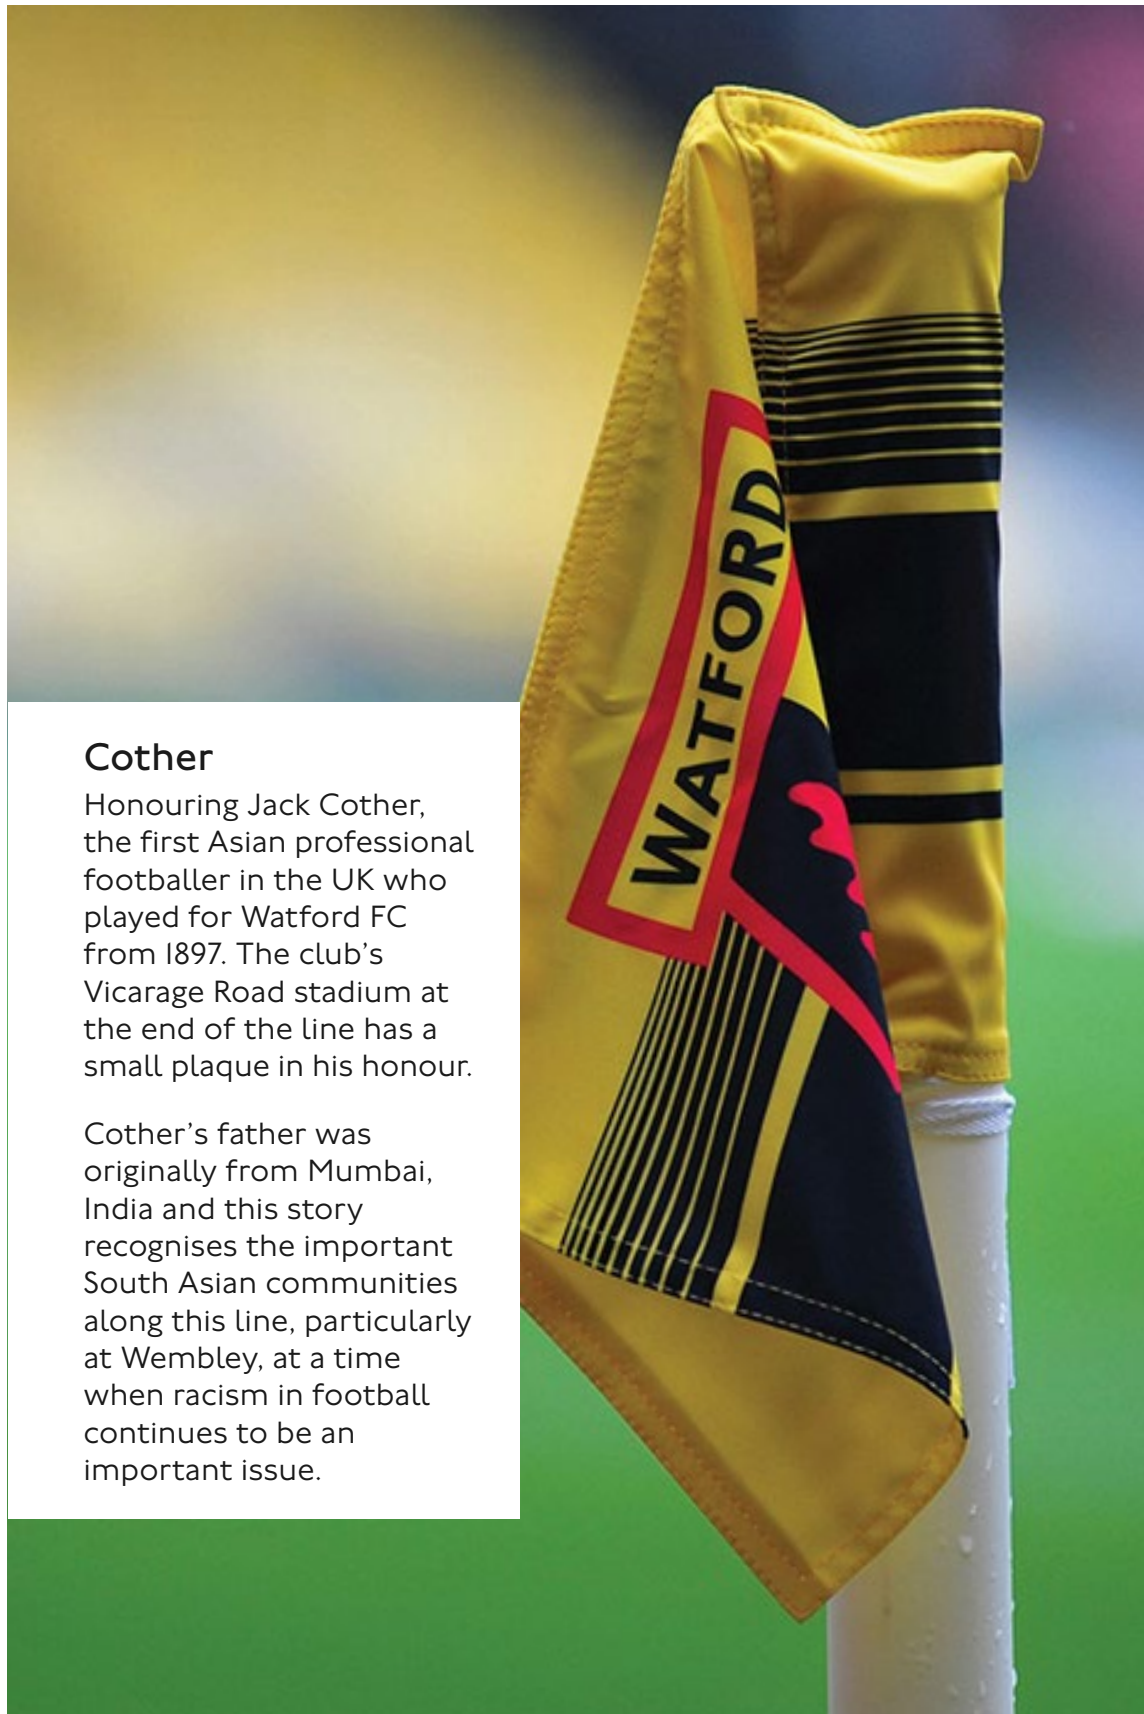 WATFORD
Cother
Honouring Jack Cother,
the first Asian professional
footballer in the UK who
played for Watford FC
from 1897. The club’s
Vicarage Road stadium at
the end of the line has a
small plaque in his honour.
Cother’s father was
originally from Mumbai,
India and this story
recognises the important
South Asian communities
along this line, particularly
at Wembley, at a time
when racism in football
continues to be an
important issue.